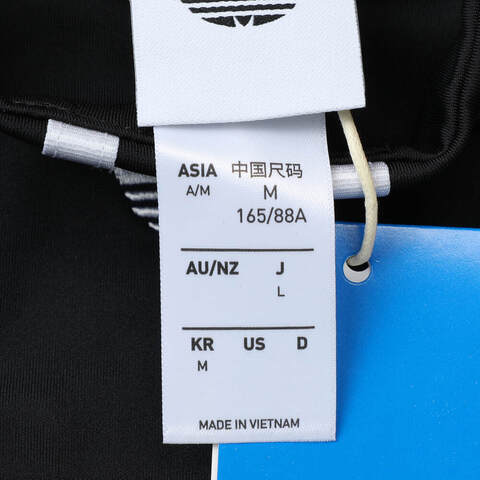 ASIA 中国尺码
A/M M
165/88A
AU/NZ J
L
KR US D
M
MADE IN VIETNAM